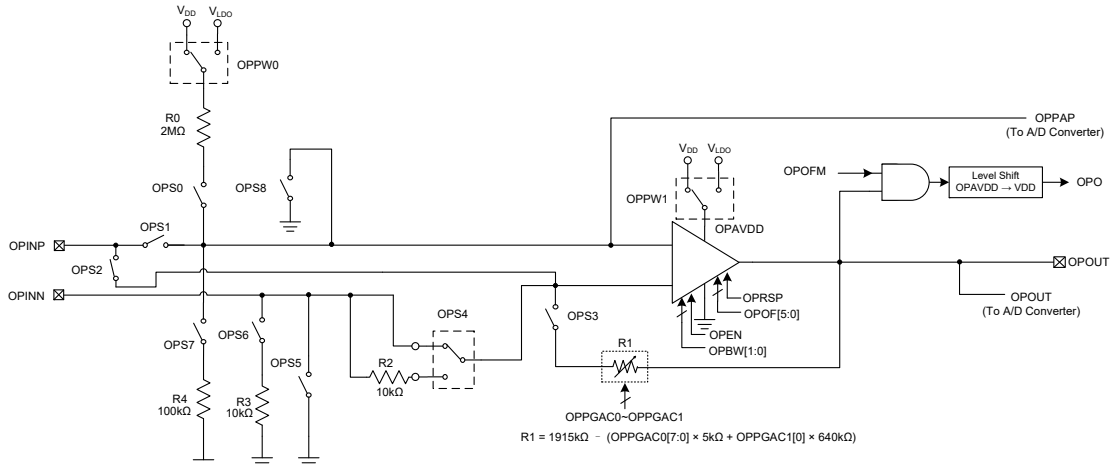 VDD VLDO
OPPW0
R0
2MΩ
OPPAP
(To A/D Converter)
VDD VLDO
OPOFM
Level Shift
OPAVDD → VDD
OPO
OPS0
OPS8
OPPW1
OPAVDD
OPINP
OPS1
OPS2
OPOUT
OPINN
OPRSP
OPOF[5:0]
OPEN
OPBW[1:0]
OPOUT
(To A/D Converter)
OPS3
OPS4
OPS7
OPS6
OPS5
R1
R2
10kΩ
R4
100kΩ
R3
10kΩ
OPPGAC0~OPPGAC1
R1 = 1915kΩ - (OPPGAC0[7:0] × 5kΩ + OPPGAC1[0] × 640kΩ)